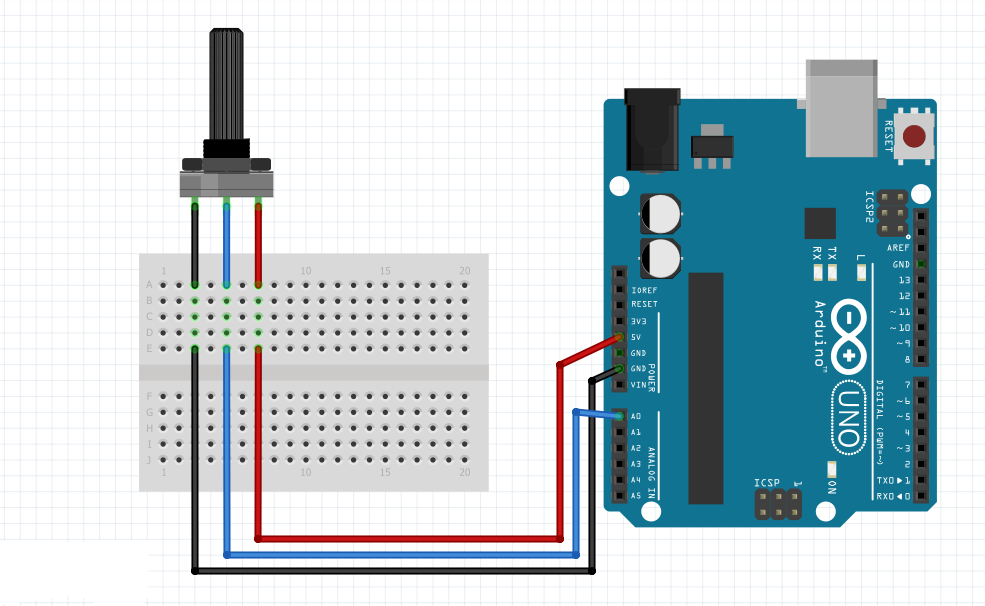 1 10 15 20
A
B
C
D
E
F
G
H
I
J
1 10 15 20
RESET
ICSP2
AREF
GND
13
12
~11
~10
~9
8
7
~6
~5
4
~3
2
TX0▶1
RX0◀0
RX
TX
L
IOREF
RESET
3V3
5V
GND
GND
VIN
POWER
A0
A1
A2
A3
A4
A5
ANALOG IN
Arduino™
UNO
DIGITAL (PWM=~)
ICSP
1
ON